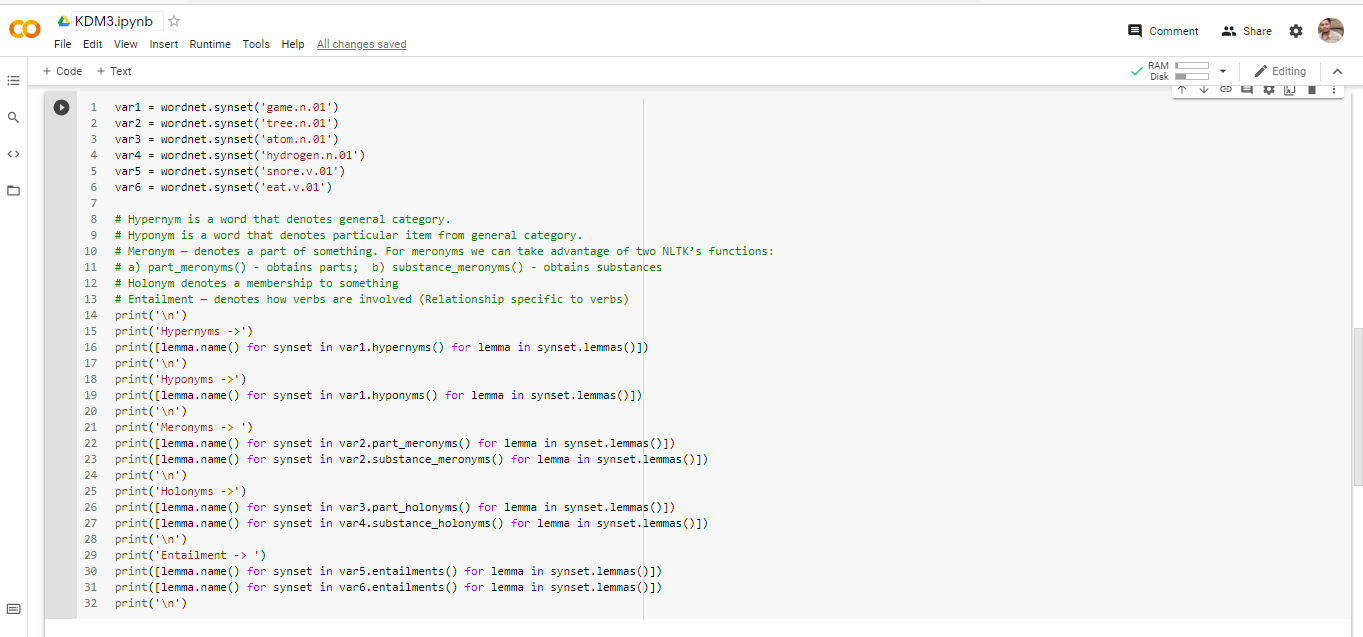 KDM3.ipynb
File Edit View Insert Runtime Tools Help All changes saved
Comment Share
+ Code + Text
RAM
Disk
Editing
1 var1 = wordnet.synset('game.n.01')
2 var2 = wordnet.synset('tree.n.01')
3 var3 = wordnet.synset('atom.n.01')
4 var4 = wordnet.synset('hydrogen.n.01')
5 var5 = wordnet.synset('snore.v.01')
6 var6 = wordnet.synset('eat.v.01')
7
8 # Hypernym is a word that denotes general category.
9 # Hyponym is a word that denotes particular item from general category.
10 # Meronym – denotes a part of something. For meronyms we can take advantage of two NLTK’s functions:
11 # a) part_meronyms() - obtains parts;  b) substance_meronyms() - obtains substances
12 # Holonym denotes a membership to something
13 # Entailment – denotes how verbs are involved (Relationship specific to verbs)
14 print('\n')
15 print('Hypernyms ->')
16 print([lemma.name() for synset in var1.hypernyms() for lemma in synset.lemmas()])
17 print('\n')
18 print('Hyponyms ->')
19 print([lemma.name() for synset in var1.hyponyms() for lemma in synset.lemmas()])
20 print('\n')
21 print('Meronyms -> ')
22 print([lemma.name() for synset in var2.part_meronyms() for lemma in synset.lemmas()])
23 print([lemma.name() for synset in var2.substance_meronyms() for lemma in synset.lemmas()])
24 print('\n')
25 print('Holonyms ->')
26 print([lemma.name() for synset in var3.part_holonyms() for lemma in synset.lemmas()])
27 print([lemma.name() for synset in var4.substance_holonyms() for lemma in synset.lemmas()])
28 print('\n')
29 print('Entailment -> ')
30 print([lemma.name() for synset in var5.entailments() for lemma in synset.lemmas()])
31 print([lemma.name() for synset in var6.entailments() for lemma in synset.lemmas()])
32 print('\n')